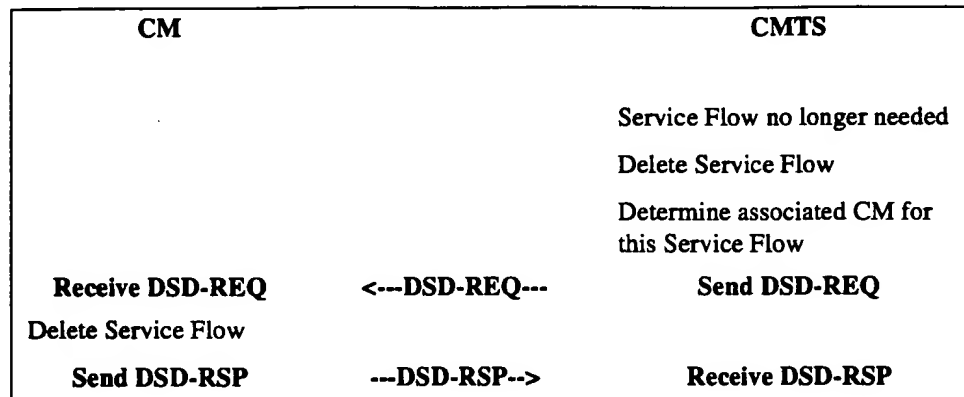 CM CMTS
Service Flow no longer needed
Delete Service Flow
Determine associated CM for
this Service Flow
Receive DSD-REQ <---DSD-REQ--- Send DSD-REQ
Delete Service Flow
Send DSD-RSP ---DSD-RSP--> Receive DSD-RSP